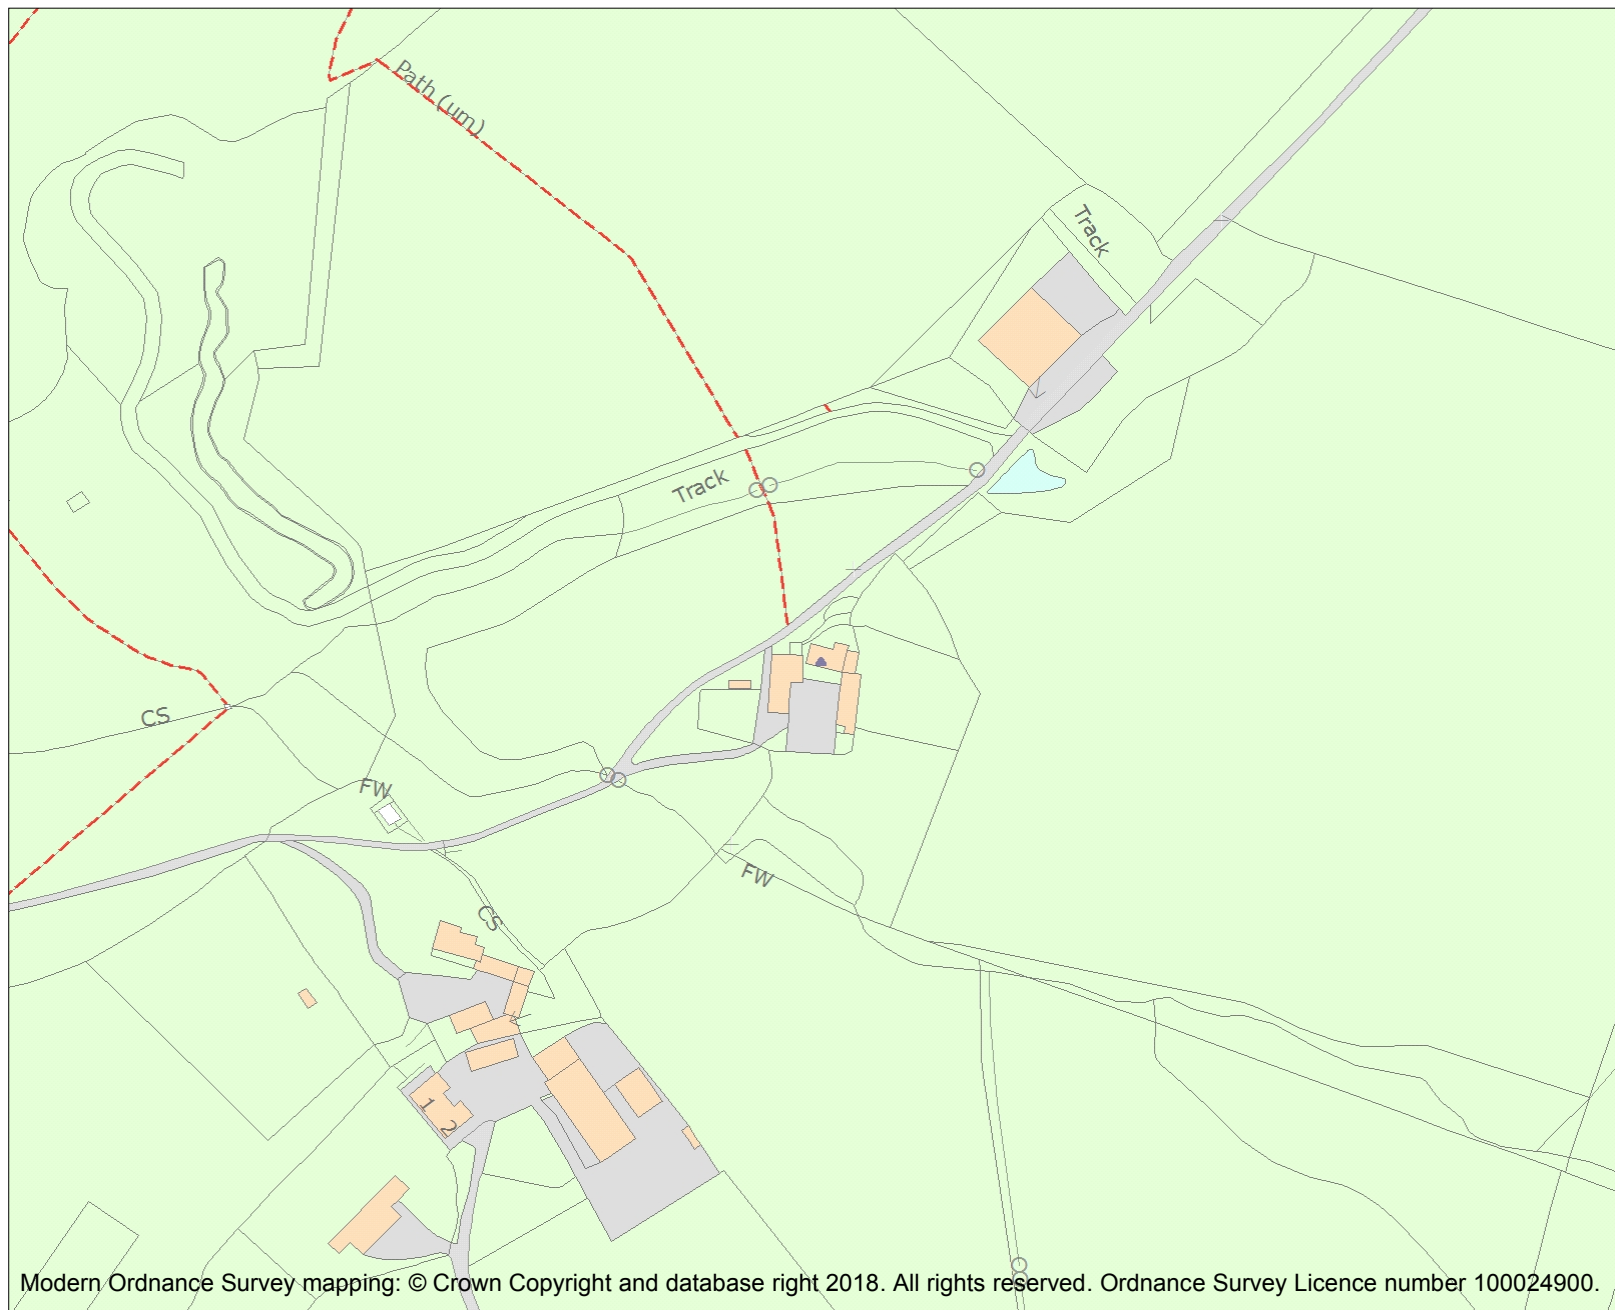 Path (um)
Track
Track
CS
FW
FW
CS
1
2
Modern Ordnance Survey mapping: © Crown Copyright and database right 2018. All rights reserved. Ordnance Survey Licence number 100024900.